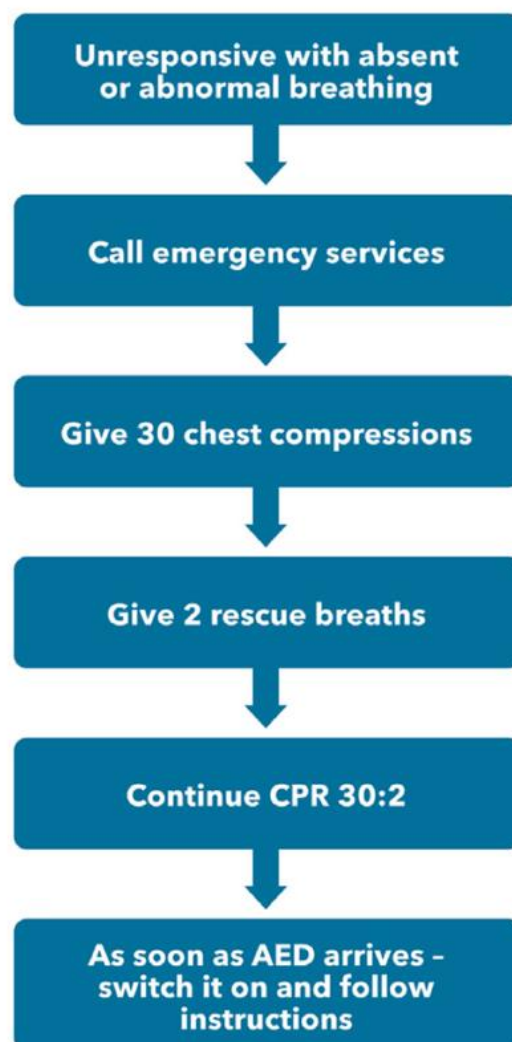 Unresponsive with absent
or abnormal breathing
Call emergency services
Give 30 chest compressions
Give 2 rescue breaths
Continue CPR 30:2
As soon as AED arrives –
switch it on and follow
instructions